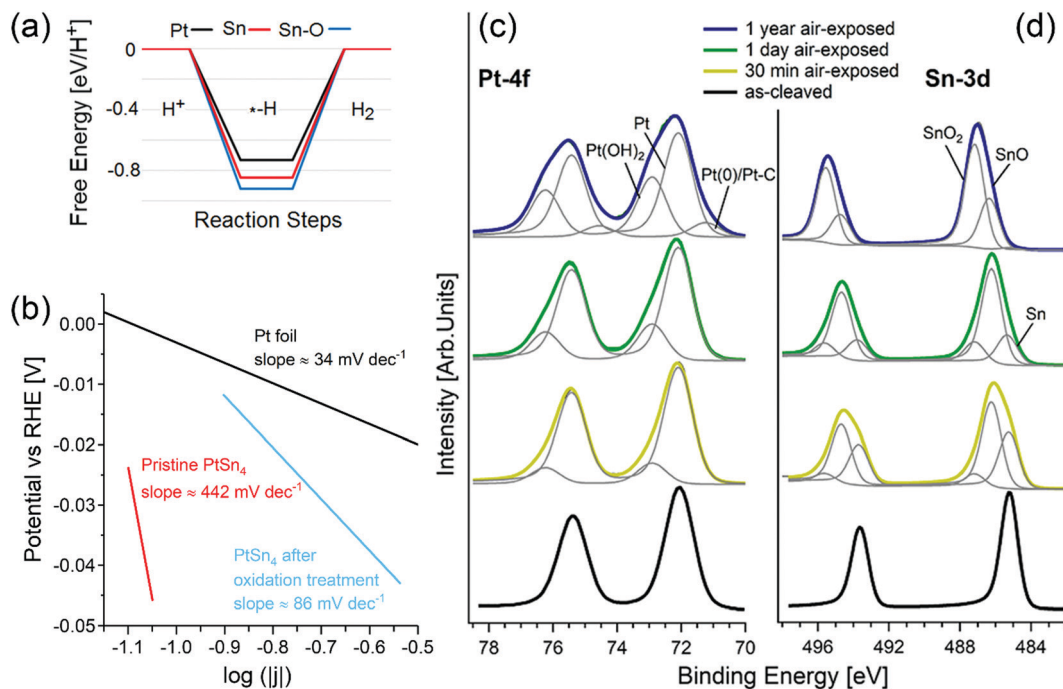 (a)
Pt Sn Sn-O
Free Energy [eV/H⁺]
0
-0.4
-0.8
H⁺ *-H H₂
Reaction Steps
(b)
Potential vs RHE [V]
0.00
-0.01
-0.02
-0.03
-0.04
-0.05
Pt foil
slope ≈ 34 mV dec⁻¹
Pristine PtSn₄
slope ≈ 442 mV dec⁻¹
PtSn₄ after
oxidation treatment
slope ≈ 86 mV dec⁻¹
-1.1 -1.0 -0.9 -0.8 -0.7 -0.6 -0.5
log (|j|)
(c)
1 year air-exposed
1 day air-exposed
30 min air-exposed
as-cleaved
(d)
Pt-4f
Sn-3d
Pt
Pt(OH)₂
Pt(0)/Pt-C
SnO₂
SnO
Sn
Intensity [Arb.Units]
78 76 74 72 70
496 492 488 484
Binding Energy [eV]